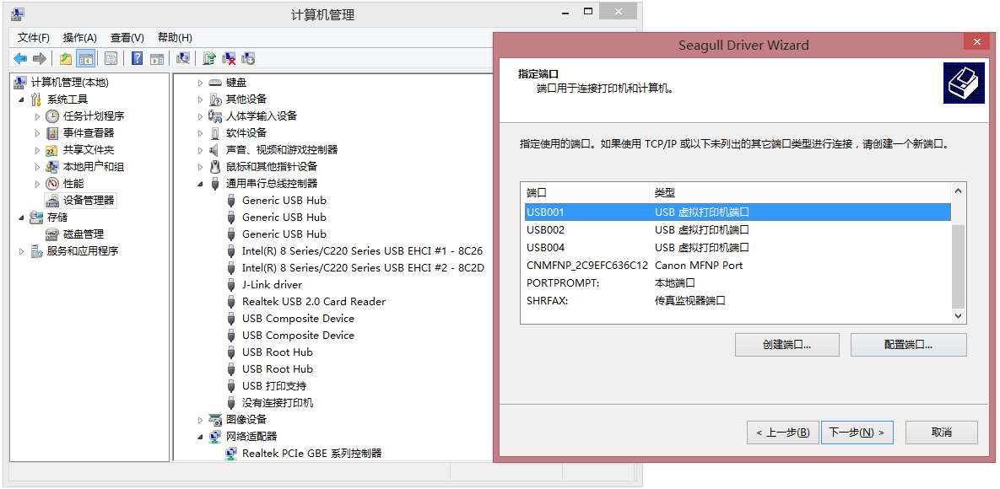 计算机管理
文件(F) 操作(A) 查看(V) 帮助(H)
计算机管理(本地)
系统工具
任务计划程序
事件查看器
共享文件夹
本地用户和组
性能
设备管理器
存储
磁盘管理
服务和应用程序
键盘
其他设备
人体学输入设备
软件设备
声音、视频和游戏控制器
鼠标和其他指针设备
通用串行总线控制器
Generic USB Hub
Generic USB Hub
Generic USB Hub
Intel(R) 8 Series/C220 Series USB EHCI #1 - 8C26
Intel(R) 8 Series/C220 Series USB EHCI #2 - 8C2D
J-Link driver
Realtek USB 2.0 Card Reader
USB Composite Device
USB Composite Device
USB Root Hub
USB Root Hub
USB 打印支持
没有连接打印机
图像设备
网络适配器
Realtek PCIe GBE 系列控制器
Seagull Driver Wizard
指定端口
端口用于连接打印机和计算机。
指定使用的端口。如果使用 TCP/IP 或以下未列出的其它端口类型进行连接，请创建一个新端口。
端口 类型
USB001 USB 虚拟打印机端口
USB002 USB 虚拟打印机端口
USB004 USB 虚拟打印机端口
CNMFNP_2C9EFC636C12 Canon MFNP Port
PORTPROMPT: 本地端口
SHRFAX: 传真监视器端口
创建端口... 配置端口...
< 上一步(B) 下一步(N) > 取消